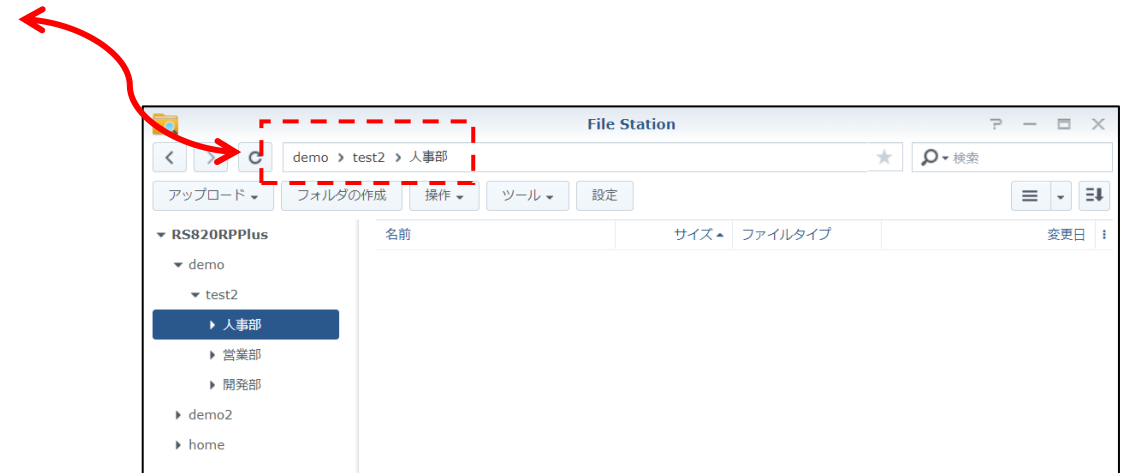 File Station
demo > test2 > 人事部
検索
アップロード フォルダの作成 操作 ツール 設定
RS820RPPlus
名前 サイズ ファイルタイプ 変更日
demo
test2
人事部
営業部
開発部
demo2
home